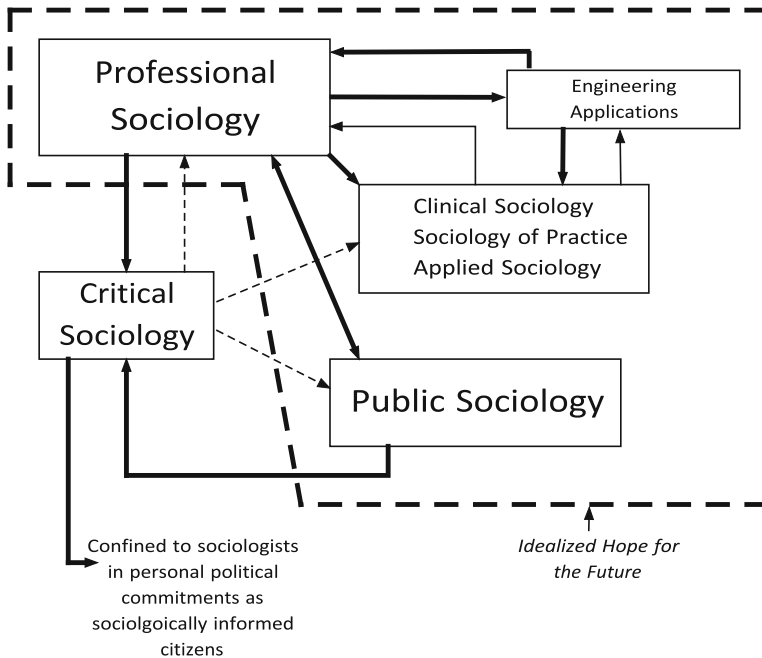 Professional
Sociology
Engineering
Applications
Clinical Sociology
Sociology of Practice
Applied Sociology
Critical
Sociology
Public Sociology
Confined to sociologists
in personal political
commitments as
sociolgoically informed
citizens
Idealized Hope for
the Future